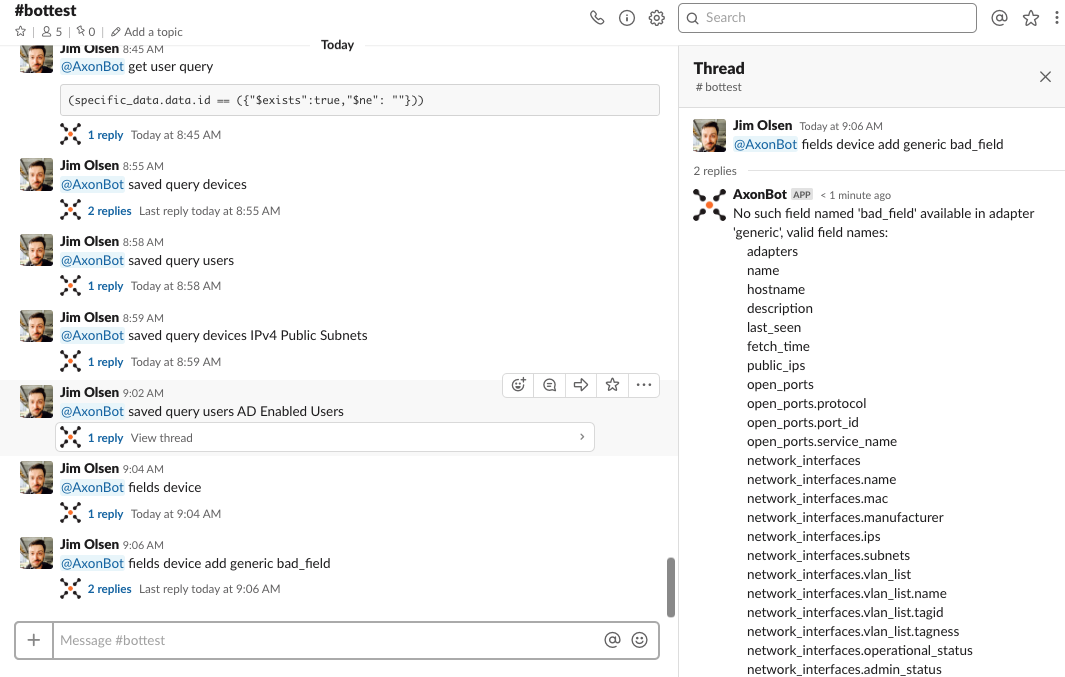 #bottest
5 | 0 | Add a topic
Search
Today
Jim Olsen 8:45 AM
@AxonBot get user query
(specific_data.data.id == ({"$exists":true,"$ne": ""}))
1 reply Today at 8:45 AM
Jim Olsen 8:55 AM
@AxonBot saved query devices
2 replies Last reply today at 8:55 AM
Jim Olsen 8:58 AM
@AxonBot saved query users
1 reply Today at 8:58 AM
Jim Olsen 8:59 AM
@AxonBot saved query devices IPv4 Public Subnets
1 reply Today at 8:59 AM
Jim Olsen 9:02 AM
@AxonBot saved query users AD Enabled Users
1 reply View thread
Jim Olsen 9:04 AM
@AxonBot fields device
1 reply Today at 9:04 AM
Jim Olsen 9:06 AM
@AxonBot fields device add generic bad_field
2 replies Last reply today at 9:06 AM
Message #bottest
Thread
# bottest
Jim Olsen Today at 9:06 AM
@AxonBot fields device add generic bad_field
2 replies
AxonBot APP < 1 minute ago
No such field named 'bad_field' available in adapter
'generic', valid field names:
adapters
name
hostname
description
last_seen
fetch_time
public_ips
open_ports
open_ports.protocol
open_ports.port_id
open_ports.service_name
network_interfaces
network_interfaces.name
network_interfaces.mac
network_interfaces.manufacturer
network_interfaces.ips
network_interfaces.subnets
network_interfaces.vlan_list
network_interfaces.vlan_list.name
network_interfaces.vlan_list.tagid
network_interfaces.vlan_list.tagness
network_interfaces.operational_status
network_interfaces.admin_status